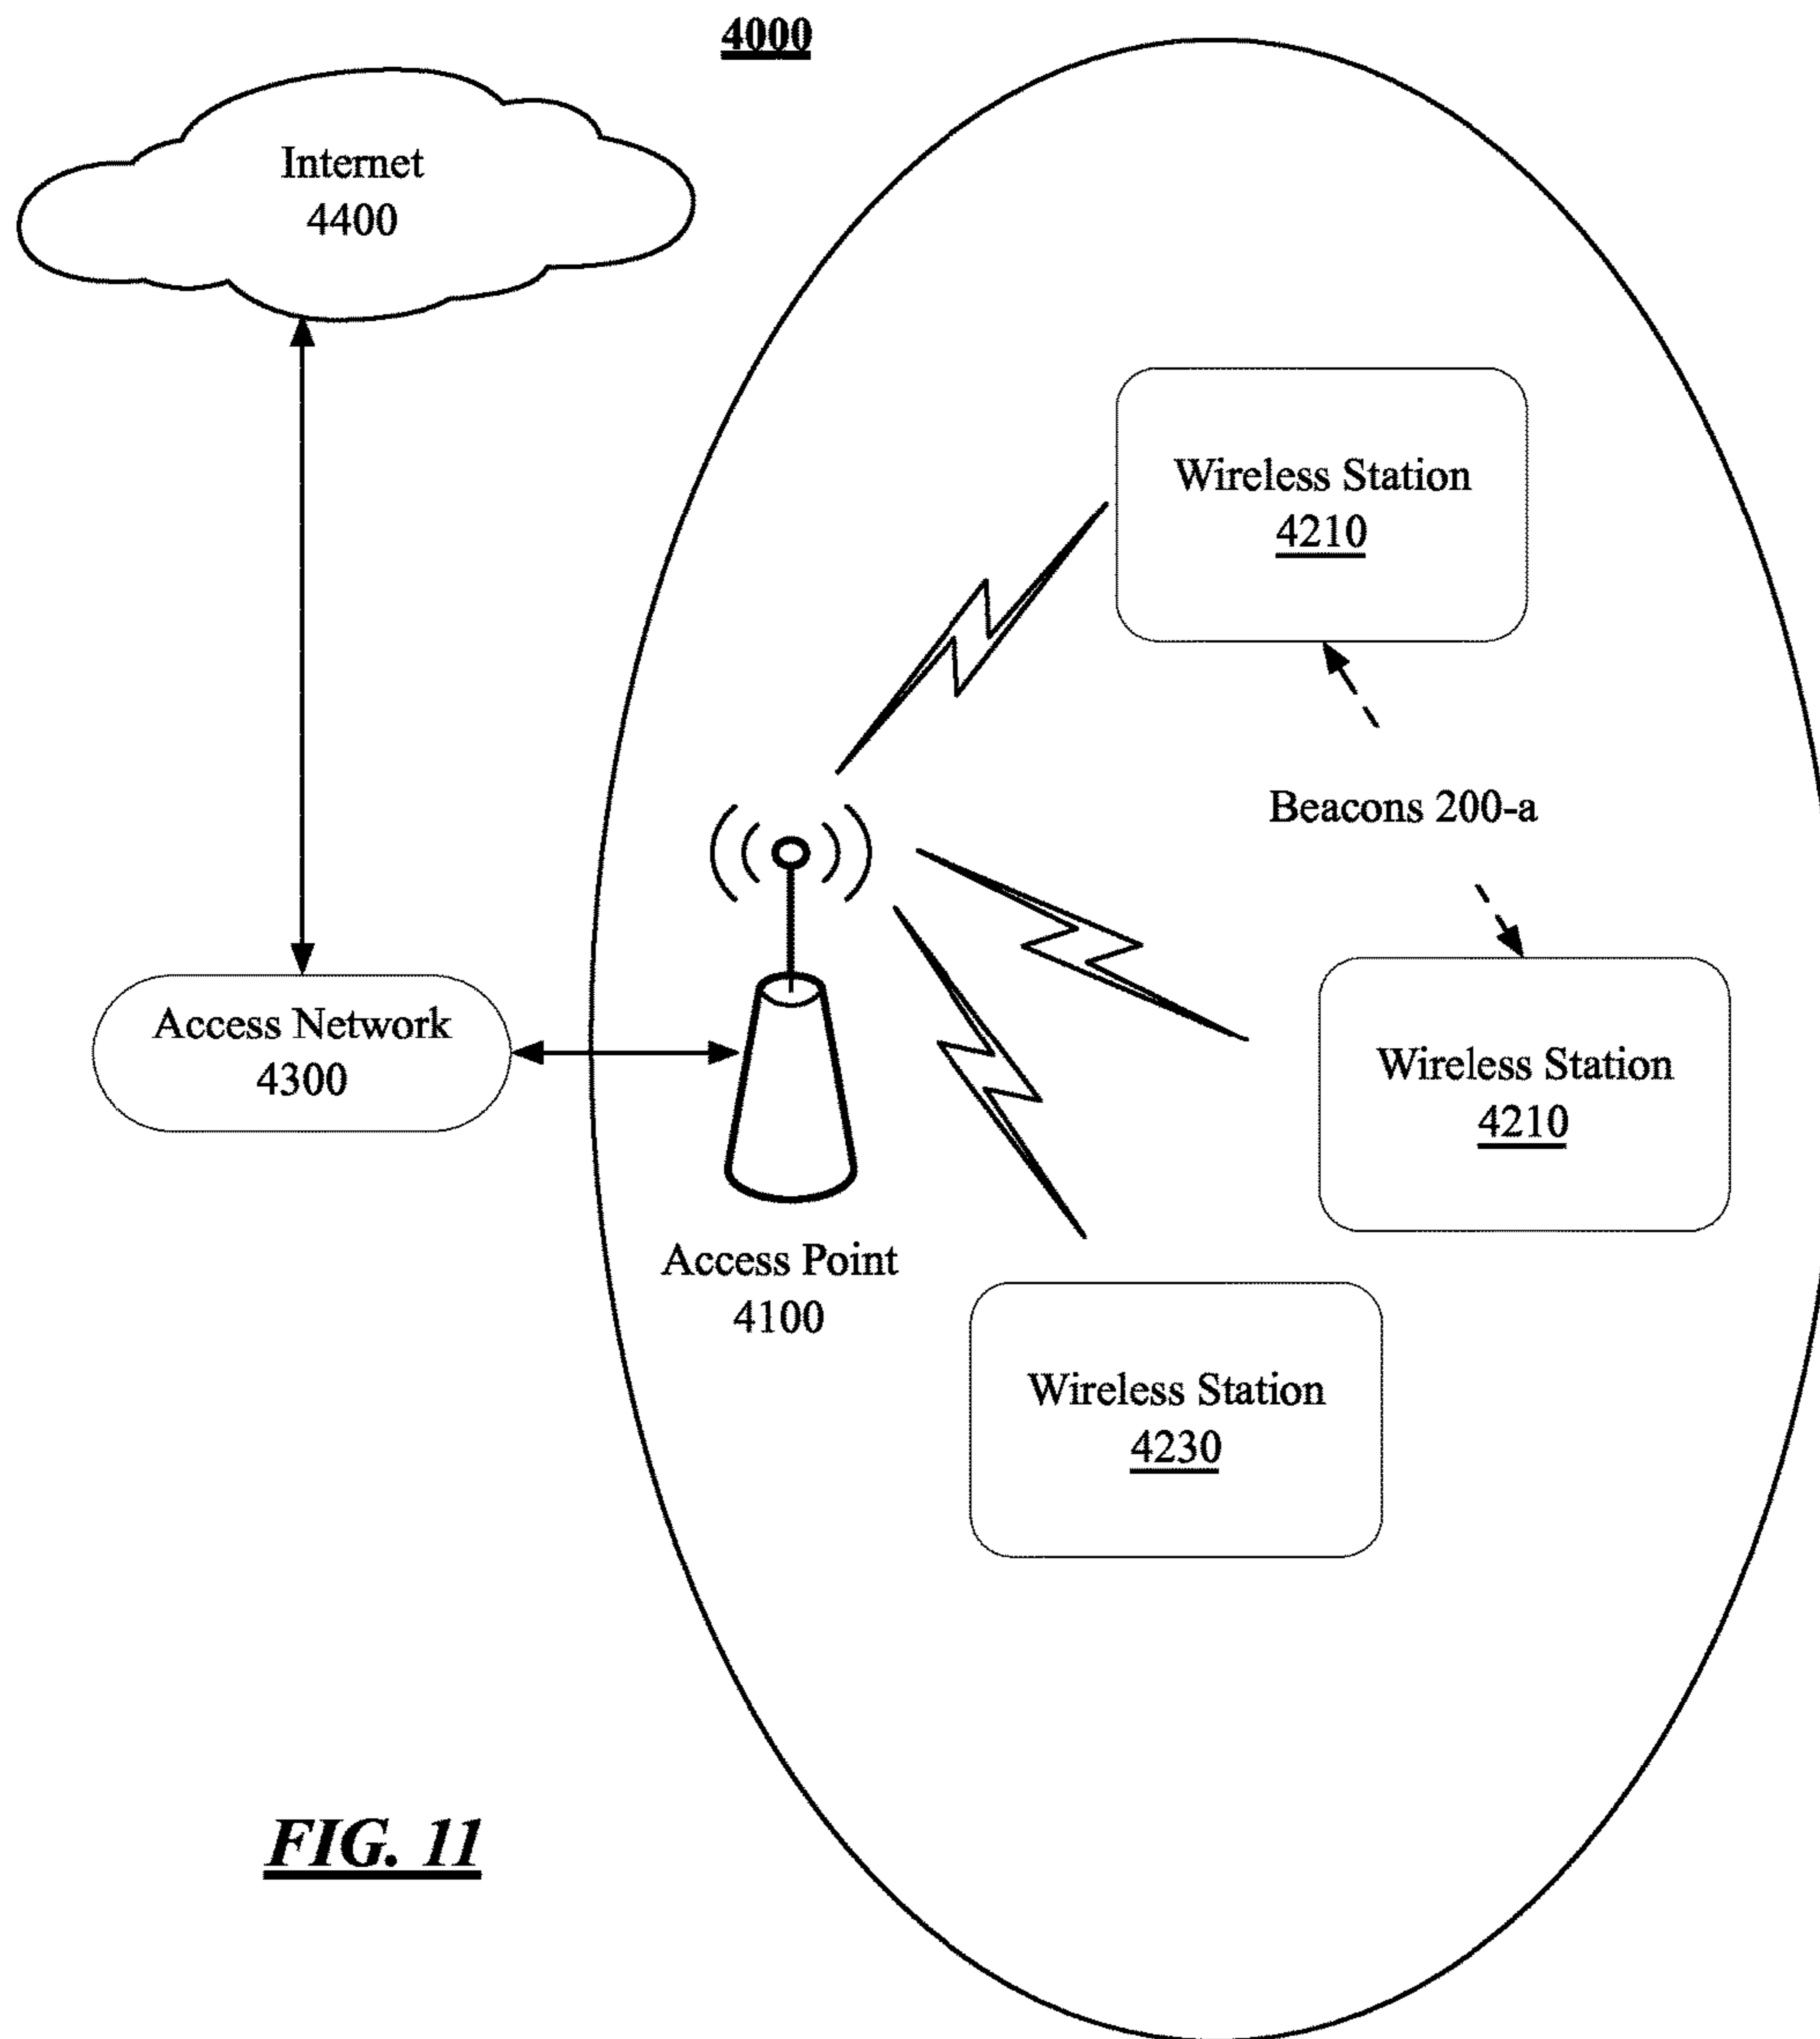 4000
Internet
4400
Wireless Station
4210
Beacons 200-a
Access Network
4300
Wireless Station
4210
Access Point
4100
Wireless Station
4230
FIG. 11